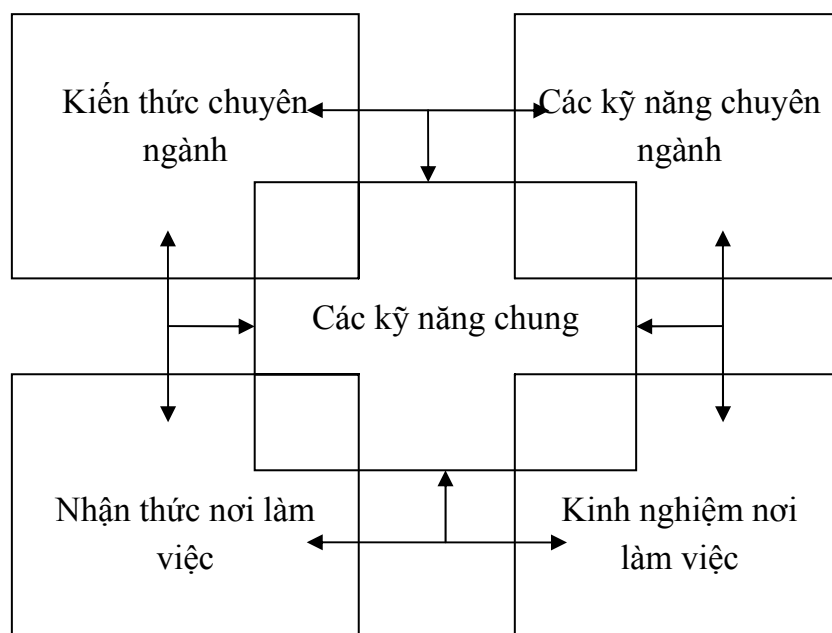 Kiến thức chuyên
ngành
Các kỹ năng chuyên
ngành
Các kỹ năng chung
Nhận thức nơi làm
việc
Kinh nghiệm nơi
làm việc